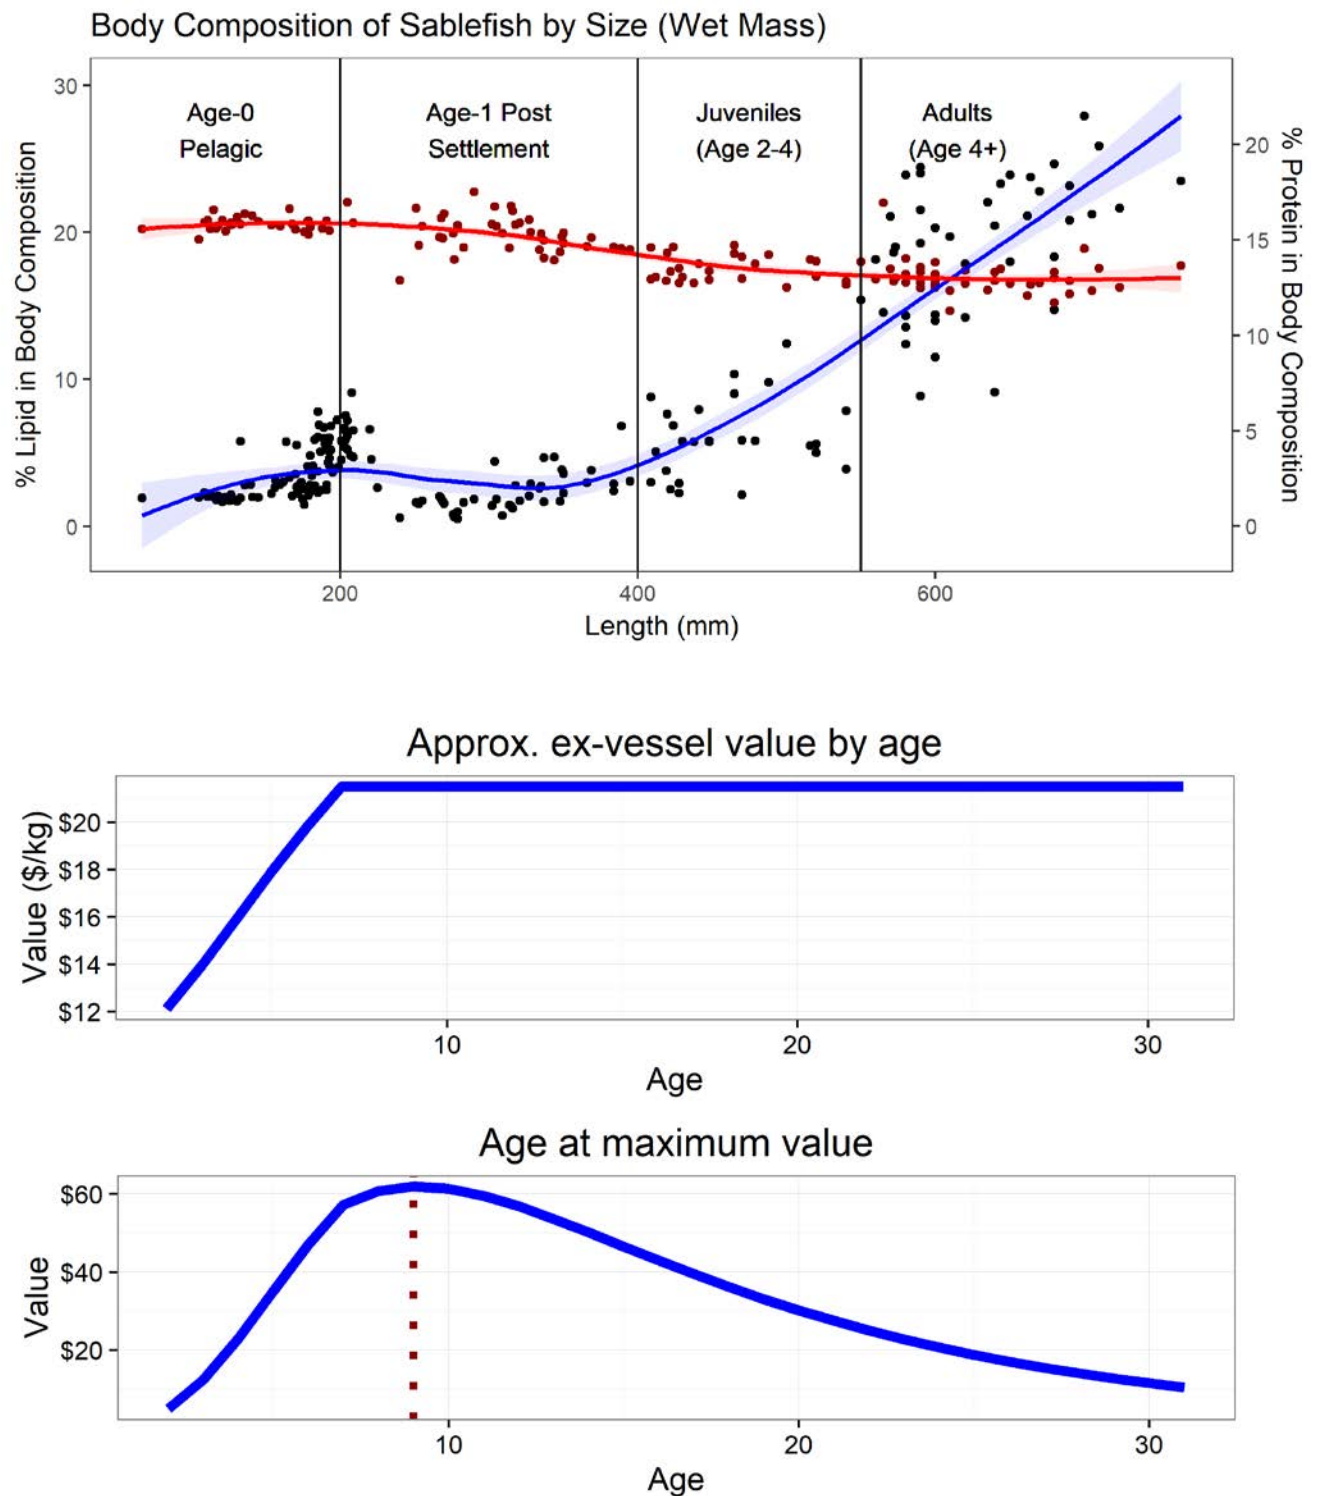 Body Composition of Sablefish by Size (Wet Mass)
30
20
10
0
% Lipid in Body Composition
Age-0
Pelagic
Age-1 Post
Settlement
Juveniles
(Age 2-4)
Adults
(Age 4+)
20
15
10
5
0
% Protein in Body Composition
200
400
600
Length (mm)
Approx. ex-vessel value by age
Value ($/kg)
$20
$18
$16
$14
$12
10
20
30
Age
Age at maximum value
Value
$60
$40
$20
10
20
30
Age